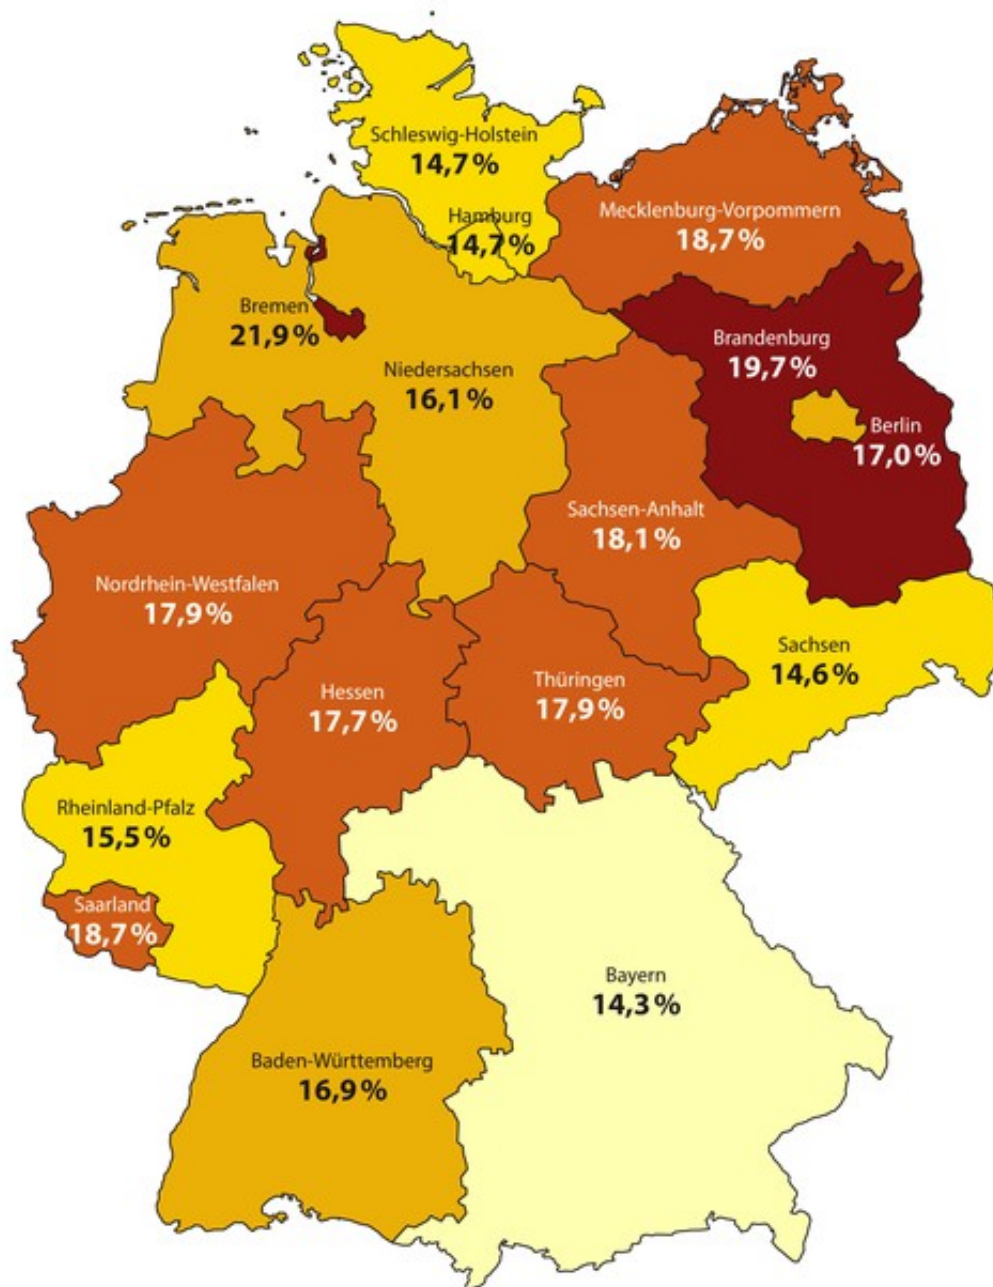 Schleswig-Holstein
14,7 %
Hamburg
14,7 %
Mecklenburg-Vorpommern
18,7 %
Bremen
21,9 %
Niedersachsen
16,1 %
Brandenburg
19,7 %
Berlin
17,0 %
Sachsen-Anhalt
18,1 %
Nordrhein-Westfalen
17,9 %
Hessen
17,7 %
Thüringen
17,9 %
Sachsen
14,6 %
Rheinland-Pfalz
15,5 %
Saarland
18,7 %
Bayern
14,3 %
Baden-Württemberg
16,9 %